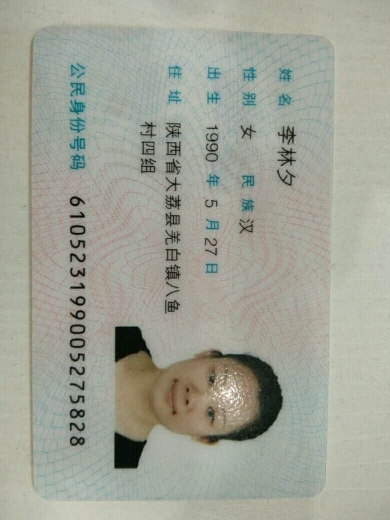 姓名 李林夕
性别 女 民族 汉
出生 1990 年 5 月 27 日
住址 陕西省大荔县羌白镇八鱼
村四组
公民身份号码 610523199005275828